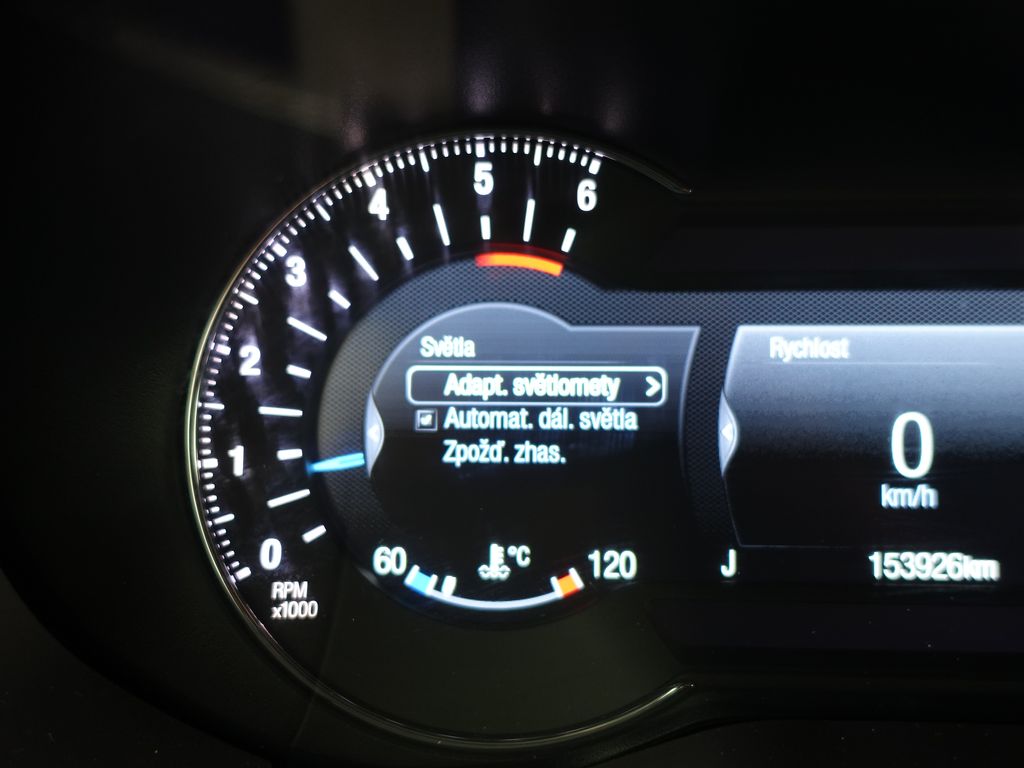 6
5
4
3
2
1
0
RPM
x1000
Světla
Adapt. světlomety >
Automat. dál. světla
Zpožď. zhas.
60
°C
120
Rychlost
0
km/h
J
153926km